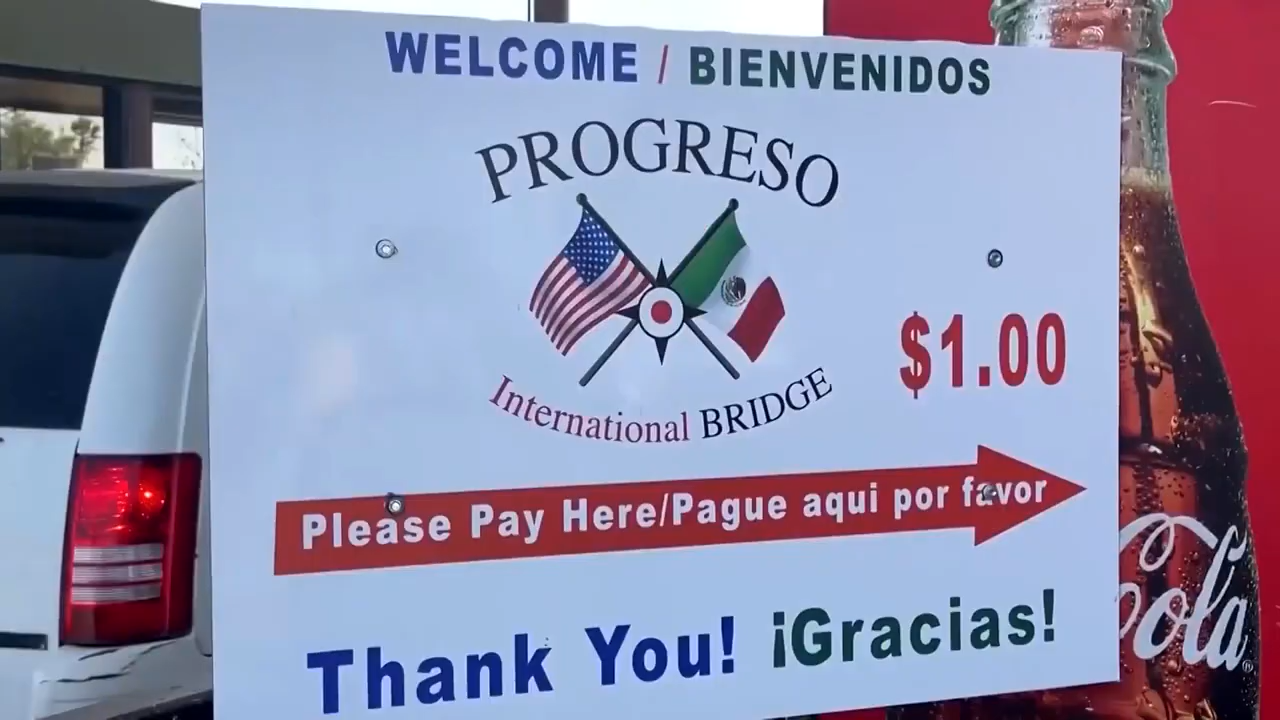 WELCOME / BIENVENIDOS
PROGRESO
International BRIDGE
$1.00
Please Pay Here/Pague aqui por favor
Thank You! ¡Gracias!
Cola